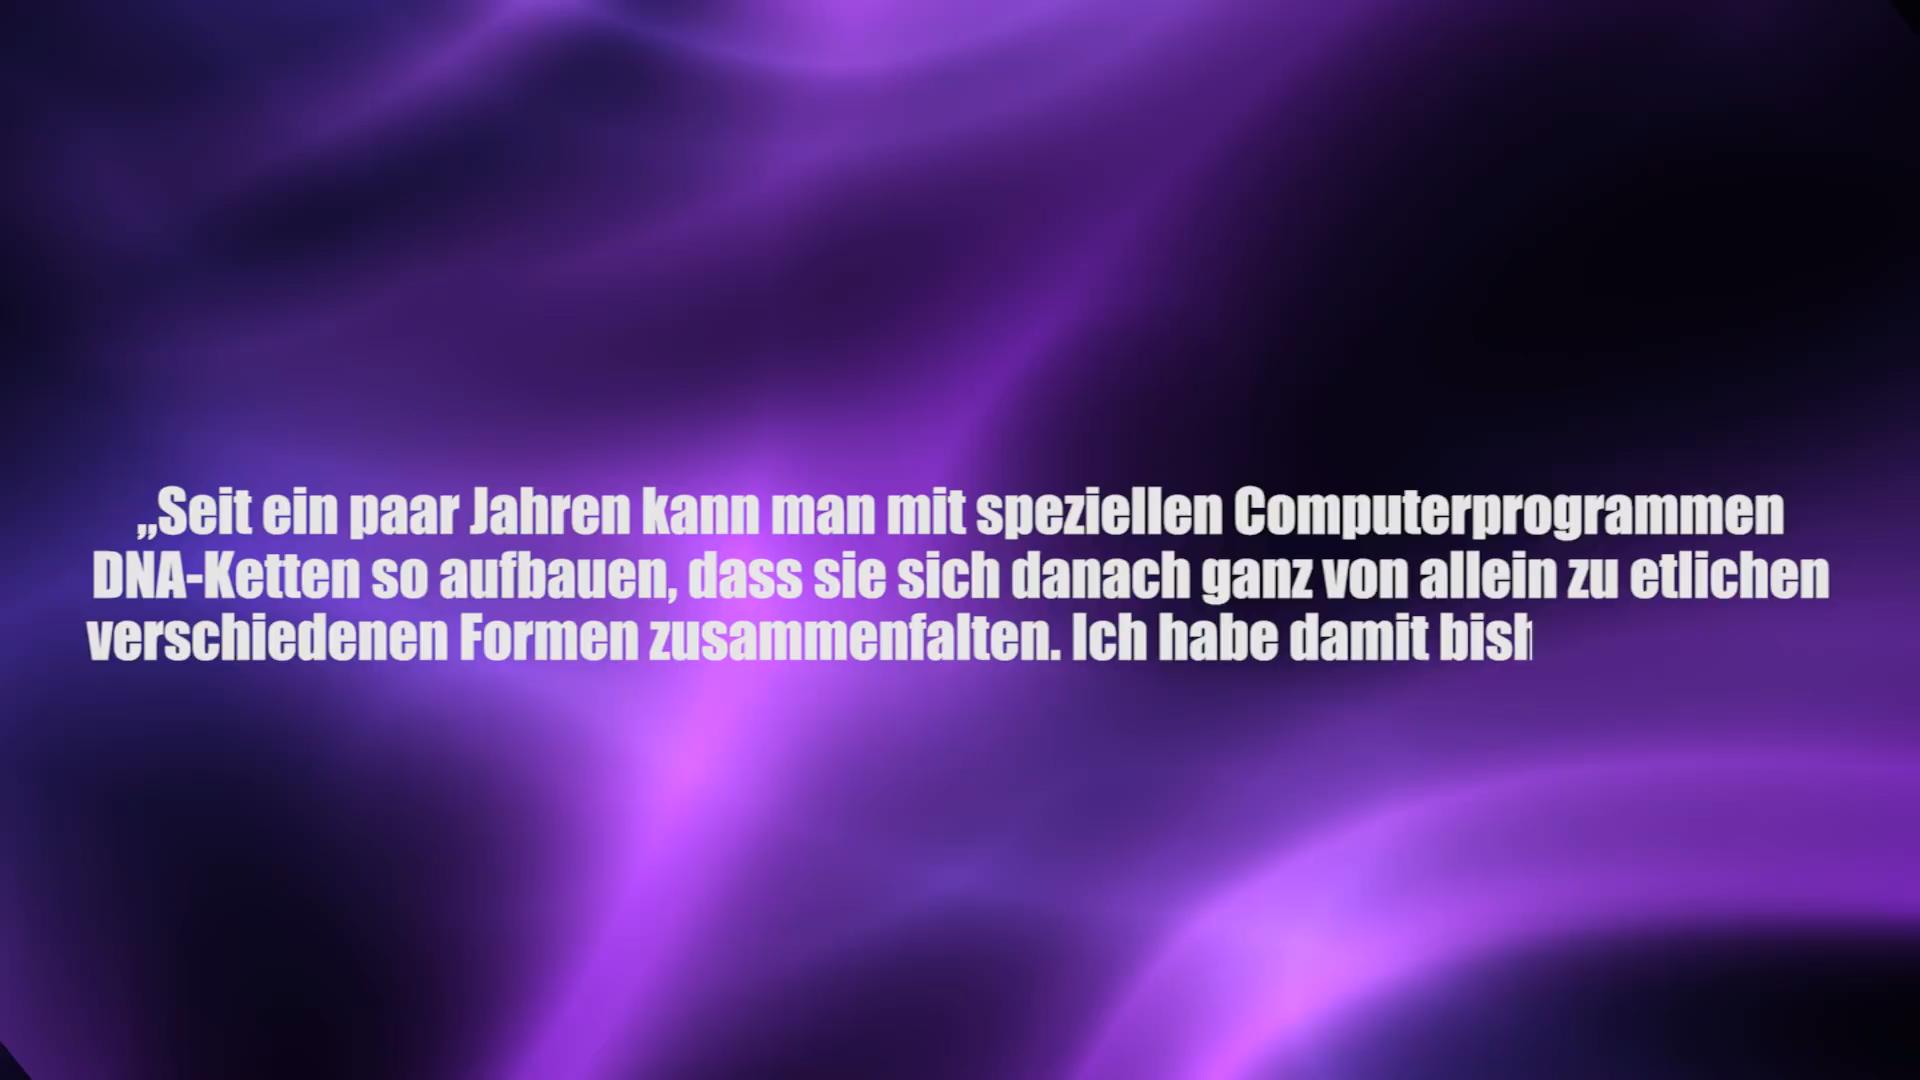 „Seit ein paar Jahren kann man mit speziellen Computerprogrammen
DNA-Ketten so aufbauen, dass sie sich danach ganz von allein zu etlichen
verschiedenen Formen zusammenfalten. Ich habe damit